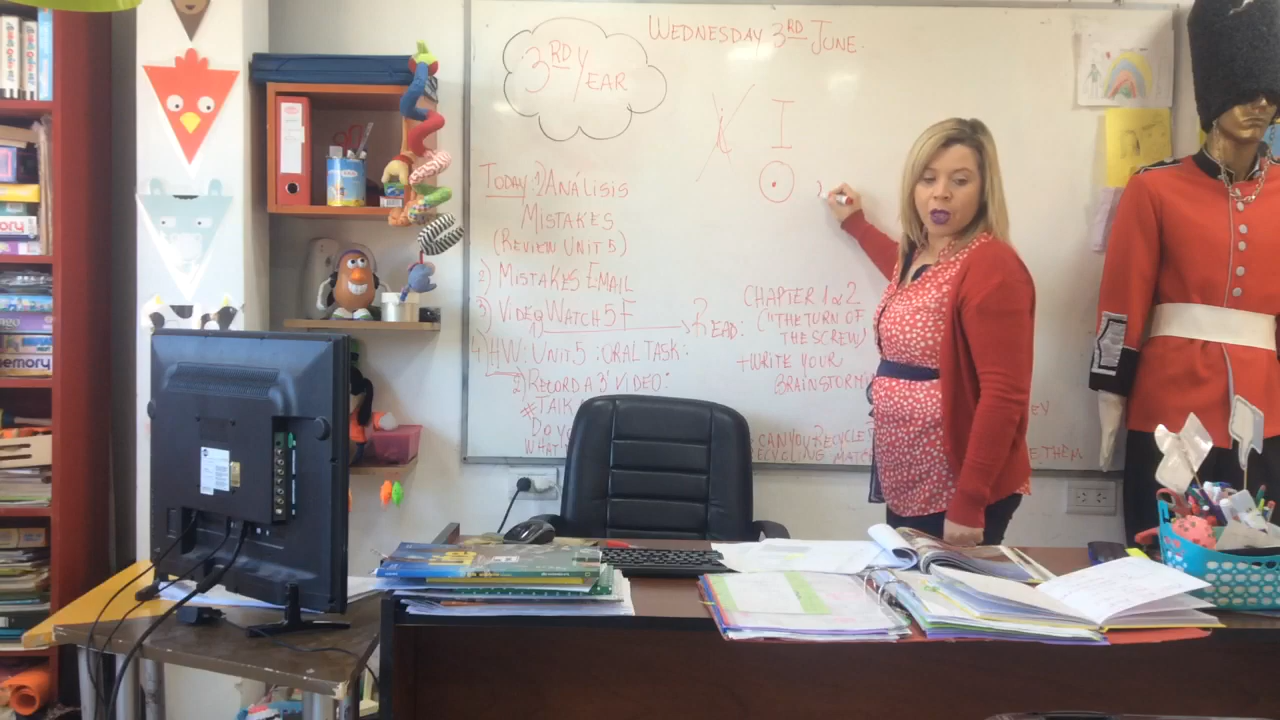 WEDNESDAY 3RD JUNE.
3RD YEAR
I
TODAY: 1) ANÁLISIS
MISTAKES
(REVIEW UNIT 5)
2) MISTAKES EMAIL
3) VIDEO WATCH 5F
READ: CHAPTER 1 & 2
("THE TURN OF
THE SCREW)
+ WRITE YOUR
4) HW: UNIT.5: ORAL TASK:
1)
2) RECORD A 3' VIDEO:
# TALK
DO
CAN YOU RECYCLE
RECYCLING
THEM
memory